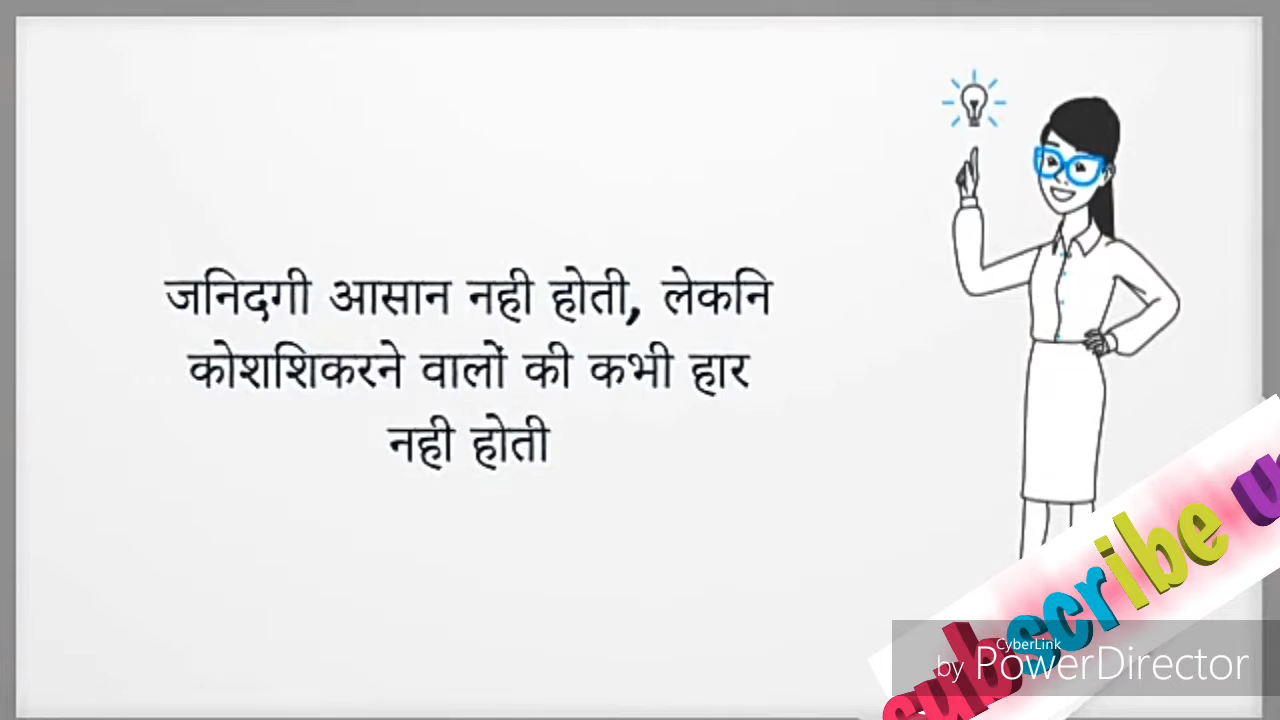 जनिदगी आसान नही होती, लेकनि
कोशशिकरने वालों की कभी हार
नही होती
subscribe u
CyberLink
by PowerDirector